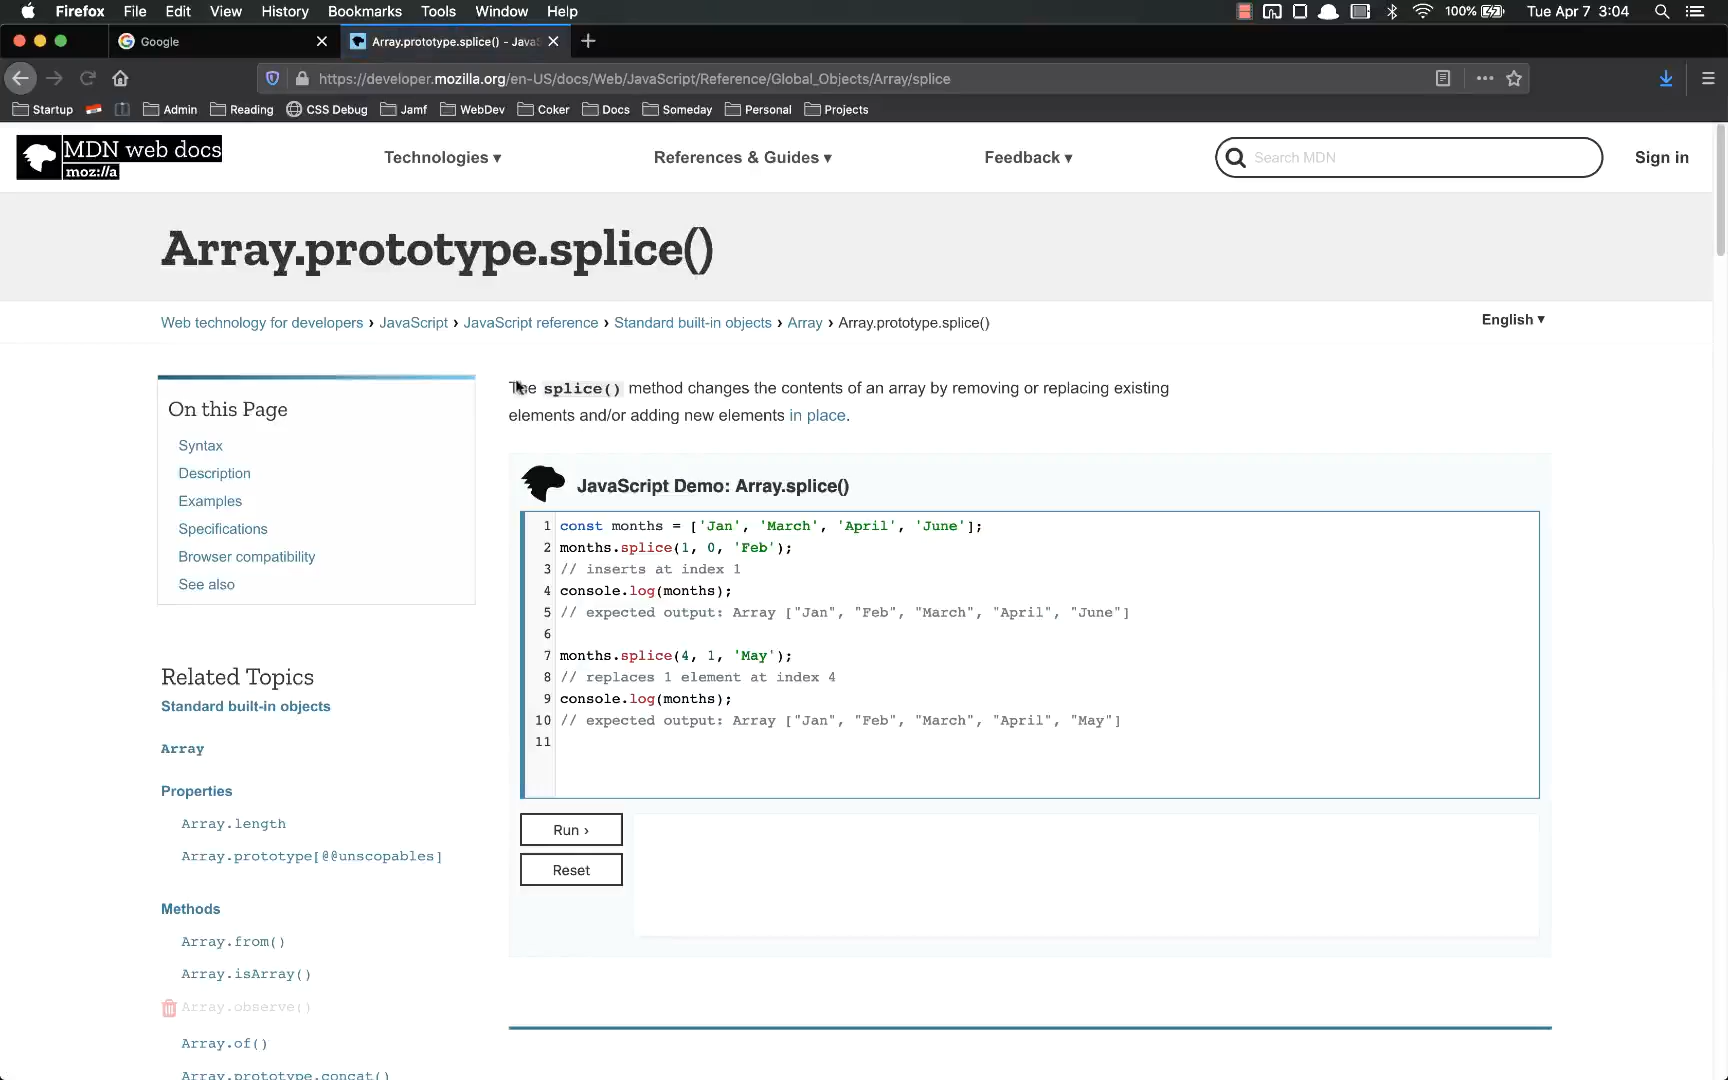 Firefox File Edit View History Bookmarks Tools Window Help 100% Tue Apr 7 3:04
Google Array.prototype.splice() - Java
https://developer.mozilla.org/en-US/docs/Web/JavaScript/Reference/Global_Objects/Array/splice
Startup Admin Reading CSS Debug Jamf WebDev Coker Docs Someday Personal Projects
MDN web docs
moz://a
Technologies ▾ References & Guides ▾ Feedback ▾ Search MDN Sign in
Array.prototype.splice()
Web technology for developers › JavaScript › JavaScript reference › Standard built-in objects › Array › Array.prototype.splice()
English ▾
On this Page
Syntax
Description
Examples
Specifications
Browser compatibility
See also
Related Topics
Standard built-in objects
Array
Properties
Array.length
Array.prototype[@@unscopables]
Methods
Array.from()
Array.isArray()
Array.observe()
Array.of()
Array.prototype.concat()
The splice() method changes the contents of an array by removing or replacing existing
elements and/or adding new elements in place.
JavaScript Demo: Array.splice()
1 const months = ['Jan', 'March', 'April', 'June'];
2 months.splice(1, 0, 'Feb');
3 // inserts at index 1
4 console.log(months);
5 // expected output: Array ["Jan", "Feb", "March", "April", "June"]
6
7 months.splice(4, 1, 'May');
8 // replaces 1 element at index 4
9 console.log(months);
10 // expected output: Array ["Jan", "Feb", "March", "April", "May"]
11
Run ›
Reset